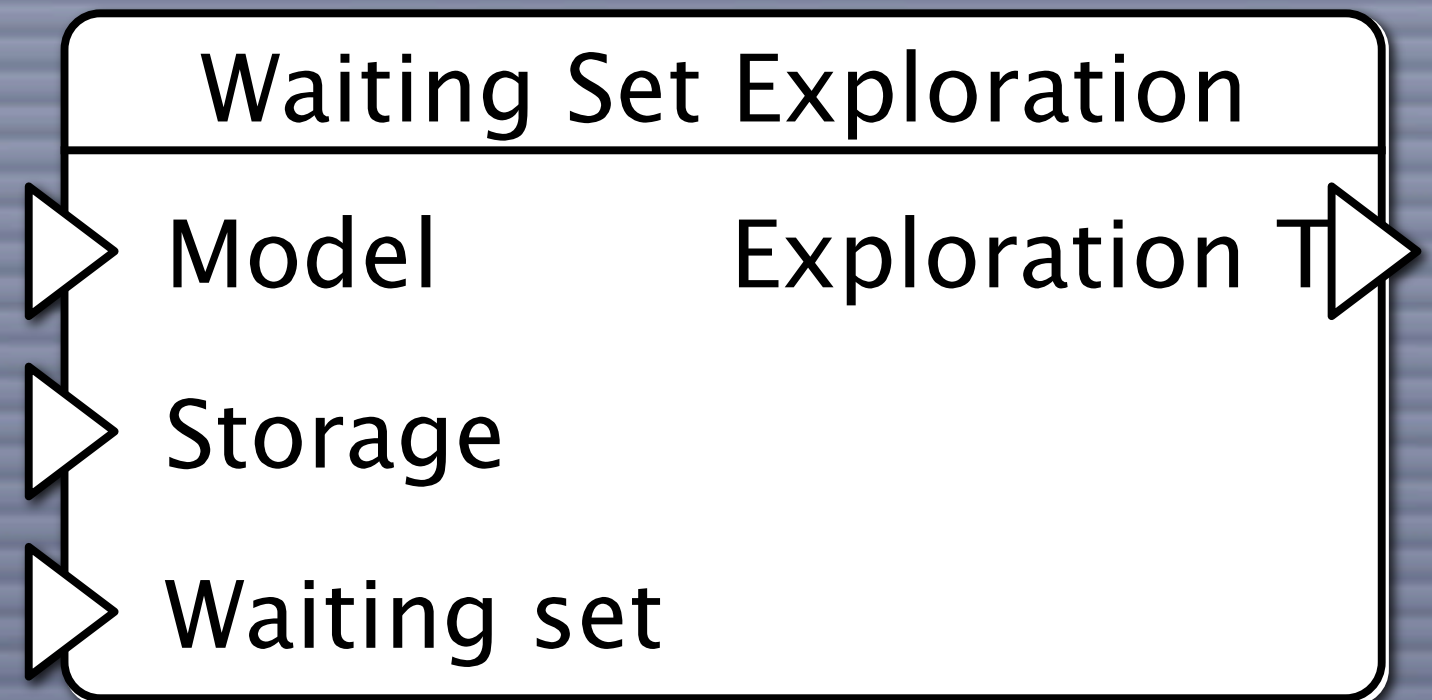 Waiting Set Exploration
Model
Exploration T
Storage
Waiting set